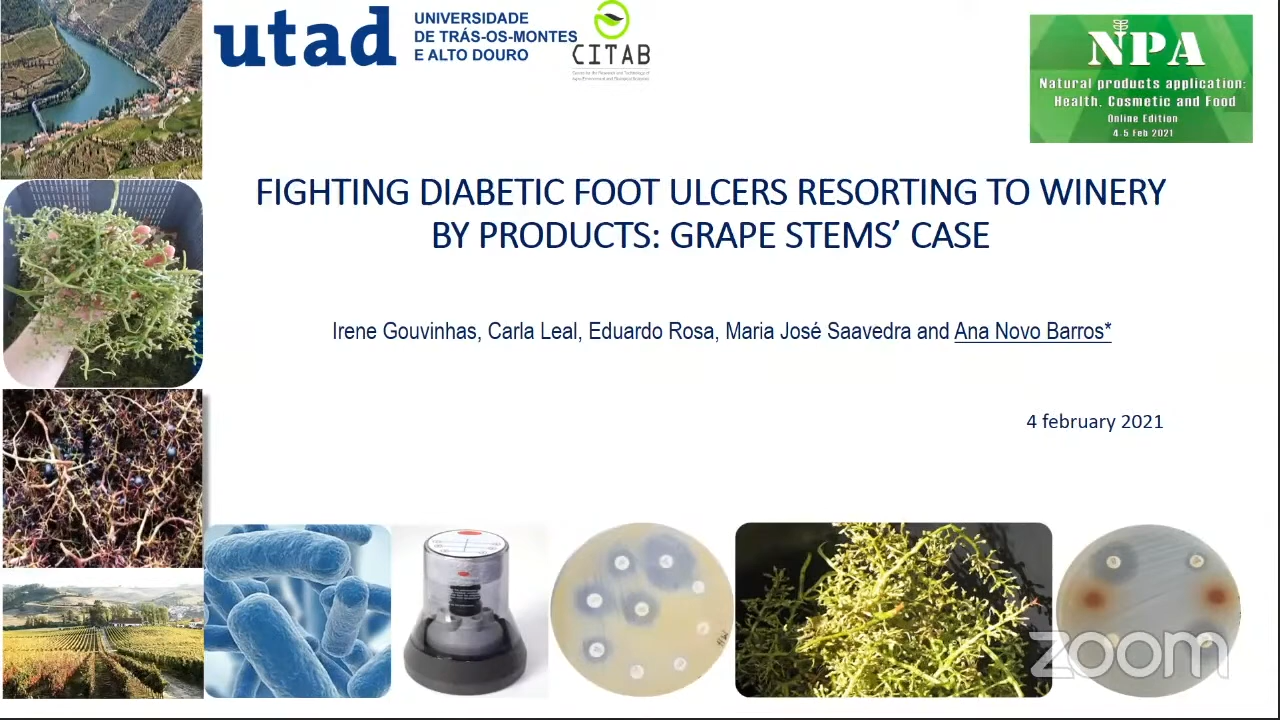 utad
UNIVERSIDADE
DE TRÁS-OS-MONTES
E ALTO DOURO
CITAB
NPA
Natural products application:
Health, Cosmetic and Food
Online Edition
4-5 Feb 2021
FIGHTING DIABETIC FOOT ULCERS RESORTING TO WINERY
BY PRODUCTS: GRAPE STEMS’ CASE
Irene Gouvinhas, Carla Leal, Eduardo Rosa, Maria José Saavedra and Ana Novo Barros*
4 february 2021
zoom